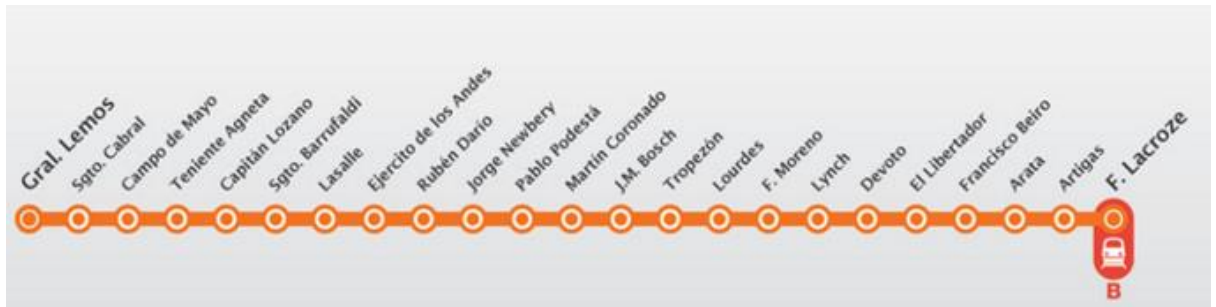 Gral. Lemos
Sgto. Cabral
Campo de Mayo
Teniente Agneta
Capitán Lozano
Sgto. Barrufaldi
Lasalle
Ejercito de los Andes
Rubén Darío
Jorge Newbery
Pablo Podestá
Martín Coronado
J.M. Bosch
Tropezón
Lourdes
F. Moreno
Lynch
Devoto
El Libertador
Francisco Beiro
Arata
Artigas
F. Lacroze
B